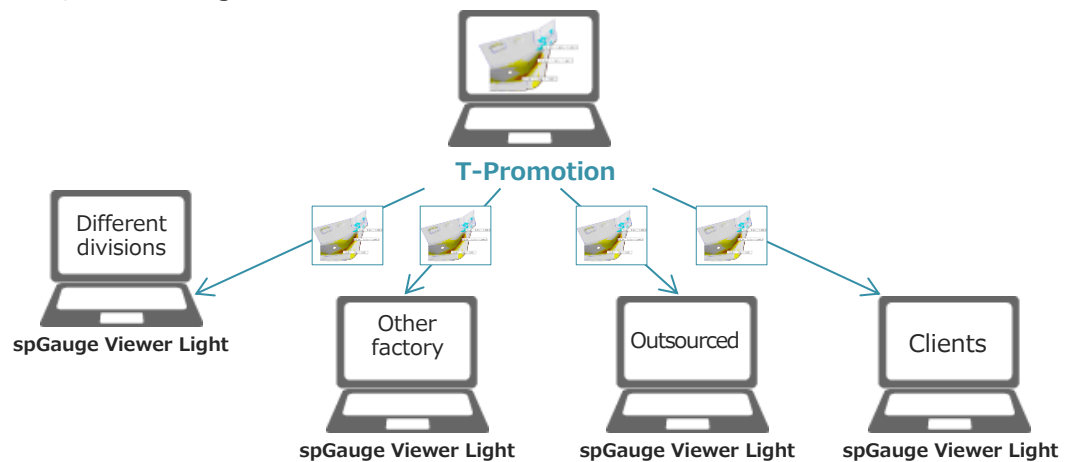 T-Promotion
Different
divisions
spGauge Viewer Light
Other
factory
spGauge Viewer Light
Outsourced
spGauge Viewer Light
Clients
spGauge Viewer Light